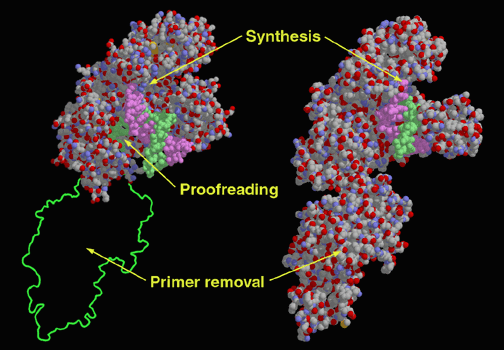 Synthesis
Proofreading
Primer removal